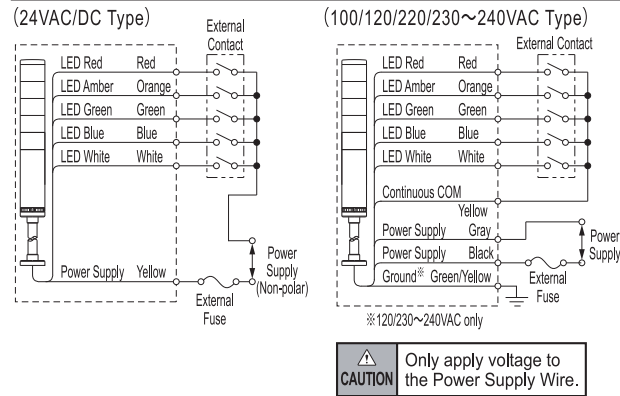 (24VAC/DC Type)
External
Contact
LED Red Red
LED Amber Orange
LED Green Green
LED Blue Blue
LED White White
Power
Supply
(Non-polar)
Power Supply Yellow
External
Fuse
(100/120/220/230～240VAC Type)
External Contact
LED Red Red
LED Amber Orange
LED Green Green
LED Blue Blue
LED White White
Continuous COM
Yellow
Power Supply Gray
Power
Supply
Power Supply Black
Ground※ Green/Yellow
External
Fuse
※120/230～240VAC only
CAUTION
Only apply voltage to
the Power Supply Wire.